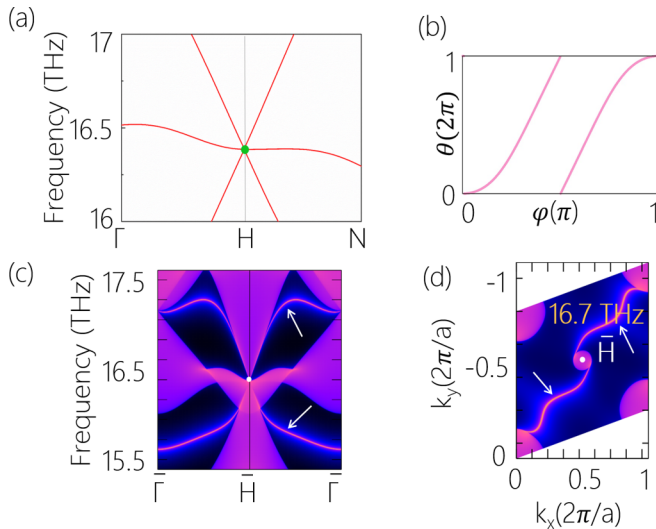 (a)
Frequency (THz)
17
16.5
16
Γ
H
N
(b)
θ(2π)
1
0
0
φ(π)
1
(c)
Frequency (THz)
17.5
16.5
15.5
Γ̄
H̄
Γ̄
(d)
k_y(2π/a)
-1
-0.5
0
16.7 THz
H̄
0
0.5
1
k_x(2π/a)